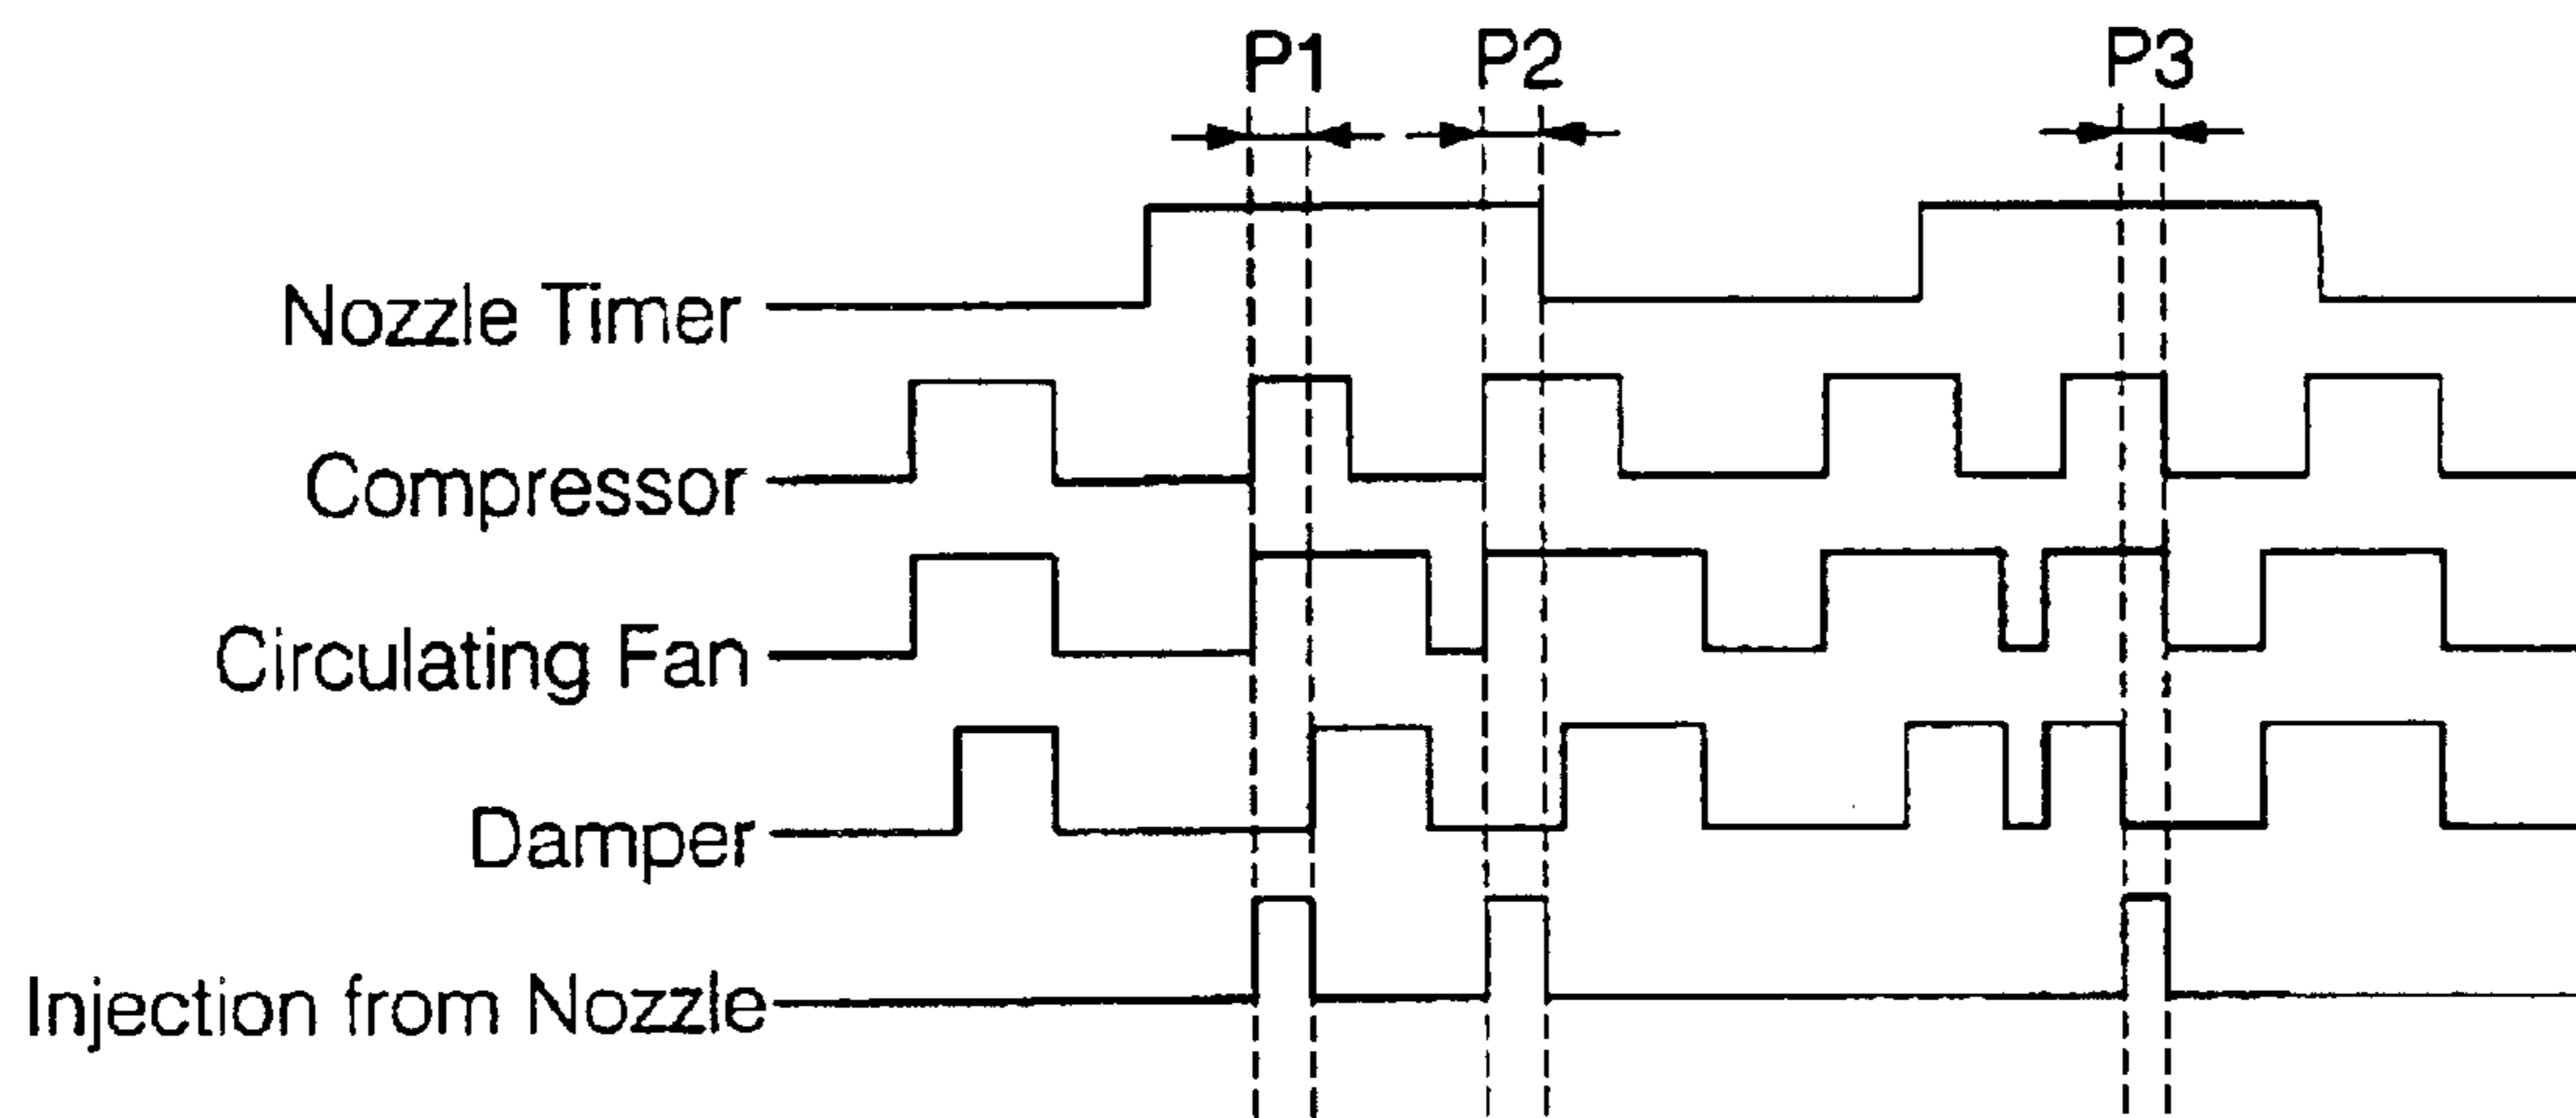 P1 P2 P3
Nozzle Timer
Compressor
Circulating Fan
Damper
Injection from Nozzle